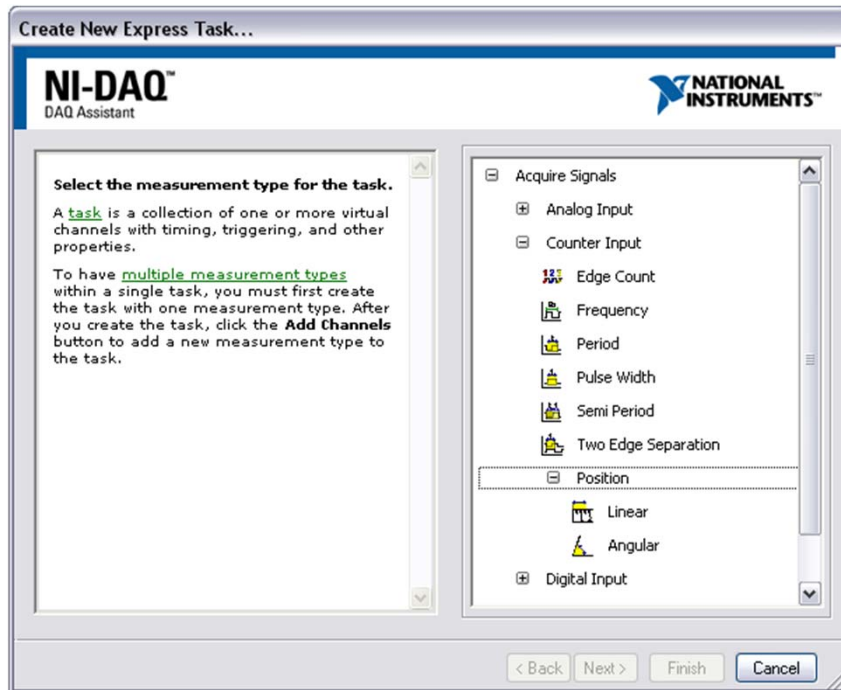 Create New Express Task...
NI-DAQ™
DAQ Assistant
NATIONAL
INSTRUMENTS™
Select the measurement type for the task.
A task is a collection of one or more virtual
channels with timing, triggering, and other
properties.
To have multiple measurement types
within a single task, you must first create
the task with one measurement type. After
you create the task, click the Add Channels
button to add a new measurement type to
the task.
Acquire Signals
Analog Input
Counter Input
Edge Count
Frequency
Period
Pulse Width
Semi Period
Two Edge Separation
Position
Linear
Angular
Digital Input
< Back Next > Finish Cancel